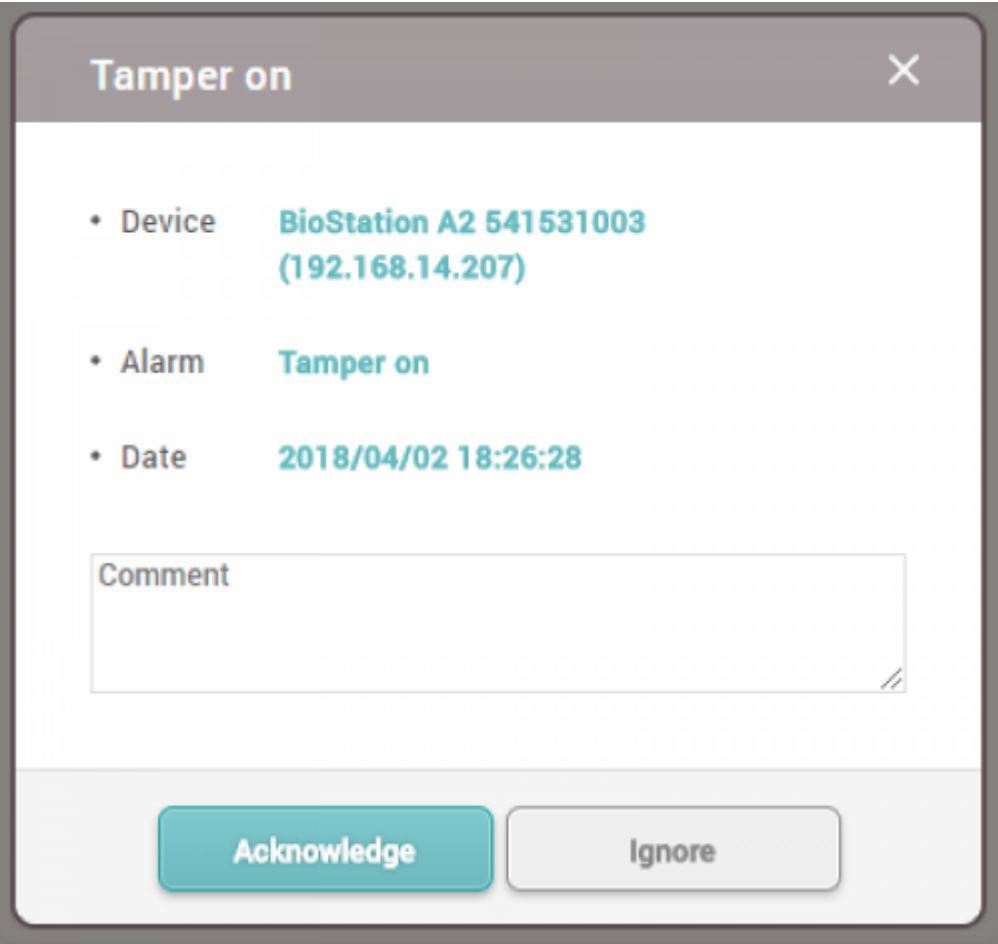 Tamper on
• Device BioStation A2 541531003
(192.168.14.207)
• Alarm Tamper on
• Date 2018/04/02 18:26:28
Comment
Acknowledge Ignore